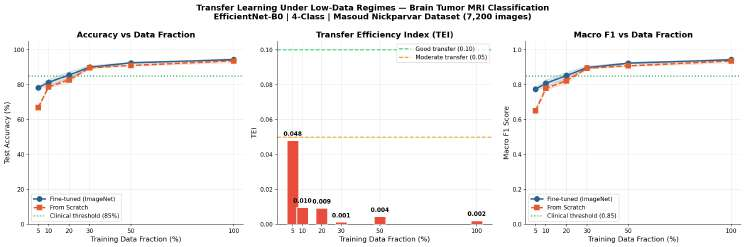 Transfer Learning Under Low-Data Regimes — Brain Tumor MRI Classification
EfficientNet-B0 | 4-Class | Masoud Nickparvar Dataset (7,200 images)
Accuracy vs Data Fraction
Test Accuracy (%)
100
80
60
40
20
0
Fine-tuned (ImageNet)
From Scratch
Clinical threshold (85%)
5 10 20 30 50 100
Training Data Fraction (%)
Transfer Efficiency Index (TEI)
TEI
0.10
0.08
0.06
0.04
0.02
0.00
Good transfer (0.10)
Moderate transfer (0.05)
0.048
0.010
0.009
0.001
0.004
0.002
5 10 20 30 50 100
Training Data Fraction (%)
Macro F1 vs Data Fraction
Macro F1 Score
1.0
0.8
0.6
0.4
0.2
0.0
Fine-tuned (ImageNet)
From Scratch
Clinical threshold (0.85)
5 10 20 30 50 100
Training Data Fraction (%)